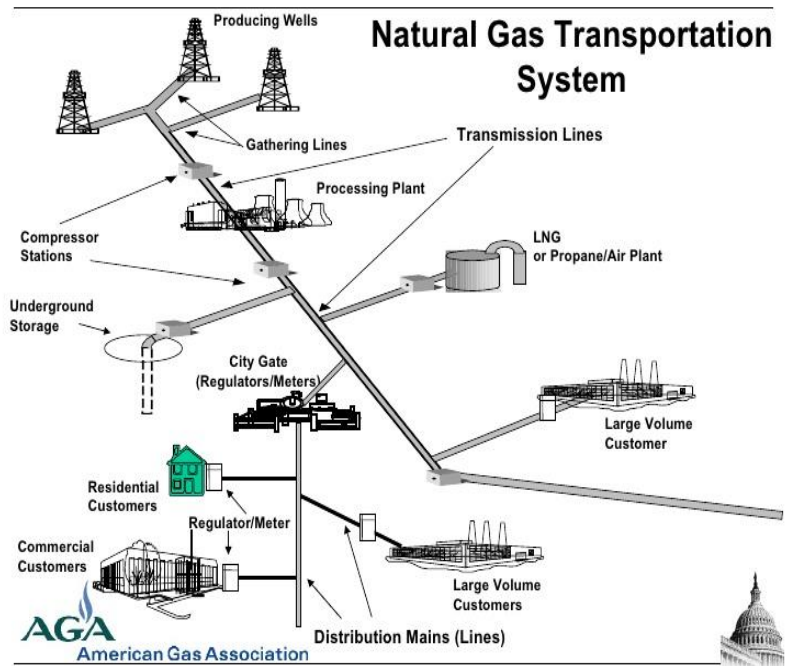 Producing Wells
Natural Gas Transportation
System
Gathering Lines
Transmission Lines
Processing Plant
Compressor
Stations
LNG
or Propane/Air Plant
Underground
Storage
City Gate
(Regulators/Meters)
Large Volume
Customer
Residential
Customers
Regulator/Meter
Commercial
Customers
Large Volume
Customers
Distribution Mains (Lines)
AGA
American Gas Association